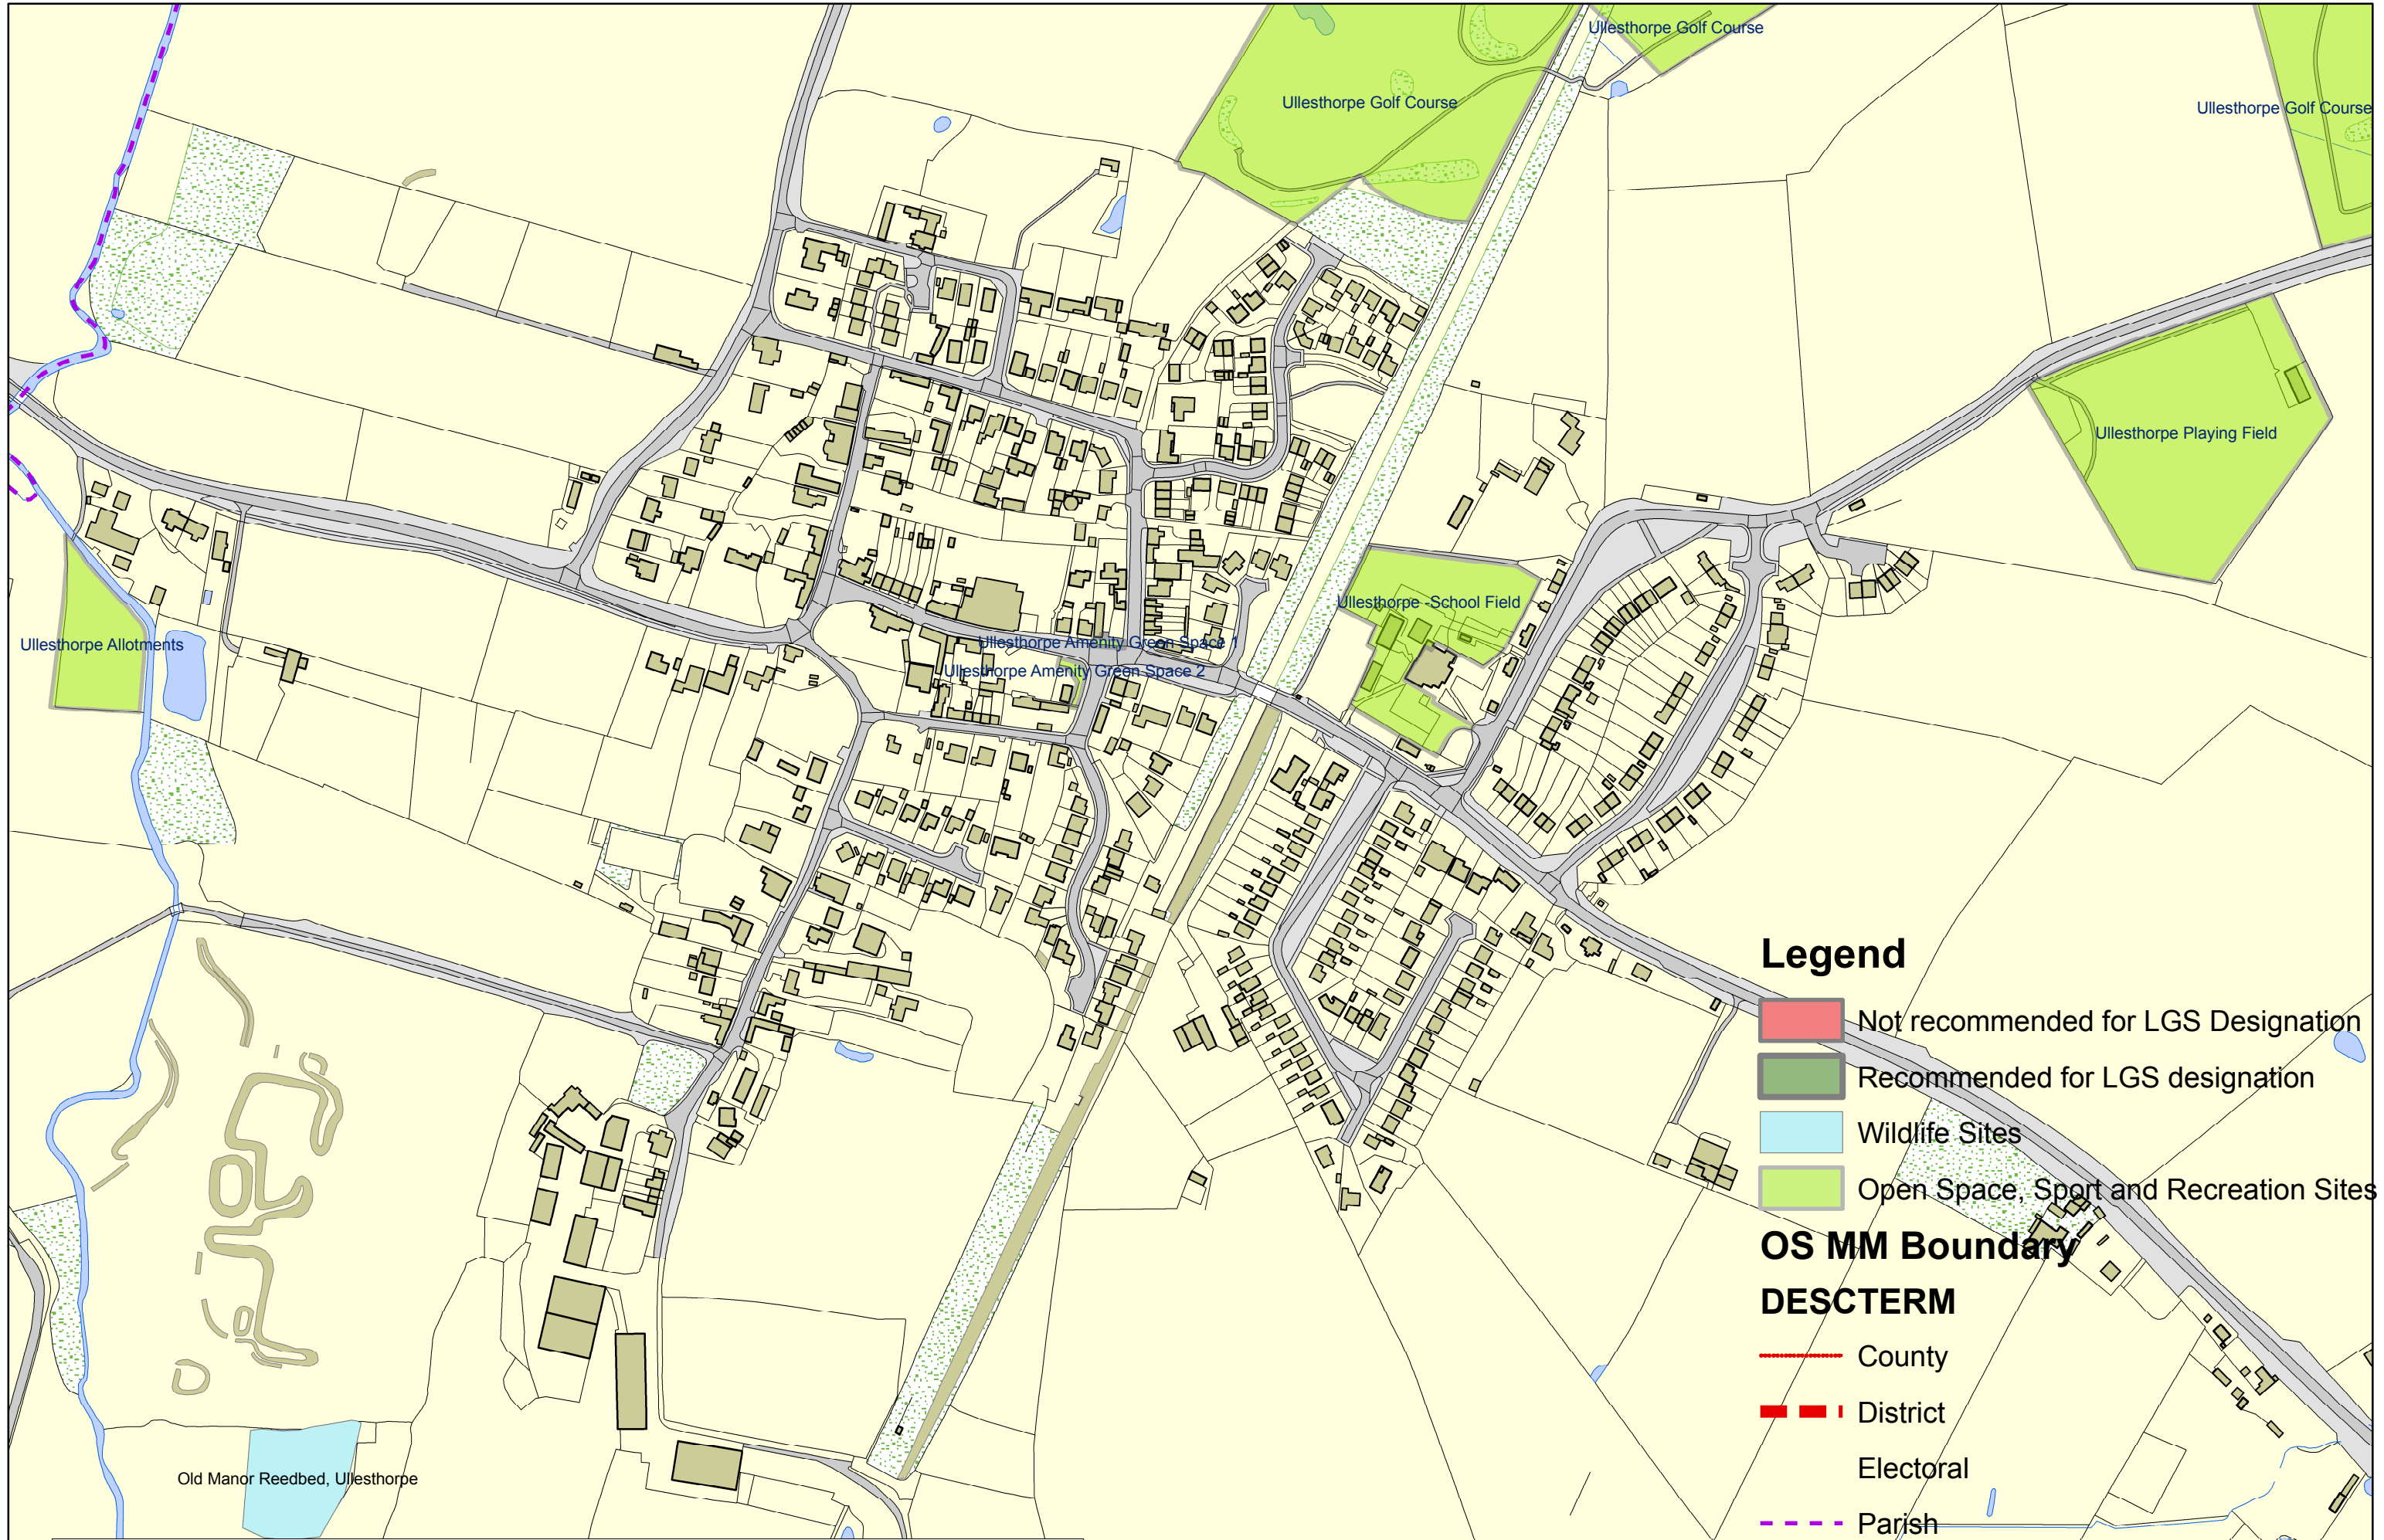 Ullesthorpe Golf Course
Ullesthorpe Golf Course
Ullesthorpe Golf Course
Ullesthorpe Playing Field
Ullesthorpe -School Field
Ullesthorpe Allotments
Ullesthorpe Amenity Green Space 1
Ullesthorpe Amenity Green Space 2
Legend
Not recommended for LGS Designation
Recommended for LGS designation
Wildlife Sites
Open Space, Sport and Recreation Sites
OS MM Boundary
DESCTERM
County
District
Electoral
Parish
Old Manor Reedbed, Ullesthorpe